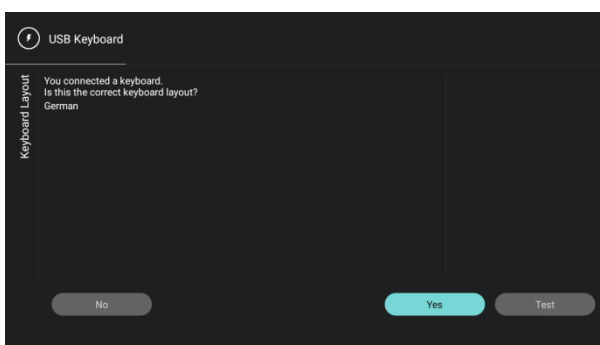 USB Keyboard
Keyboard Layout
You connected a keyboard.
Is this the correct keyboard layout?
German
No
Yes
Test